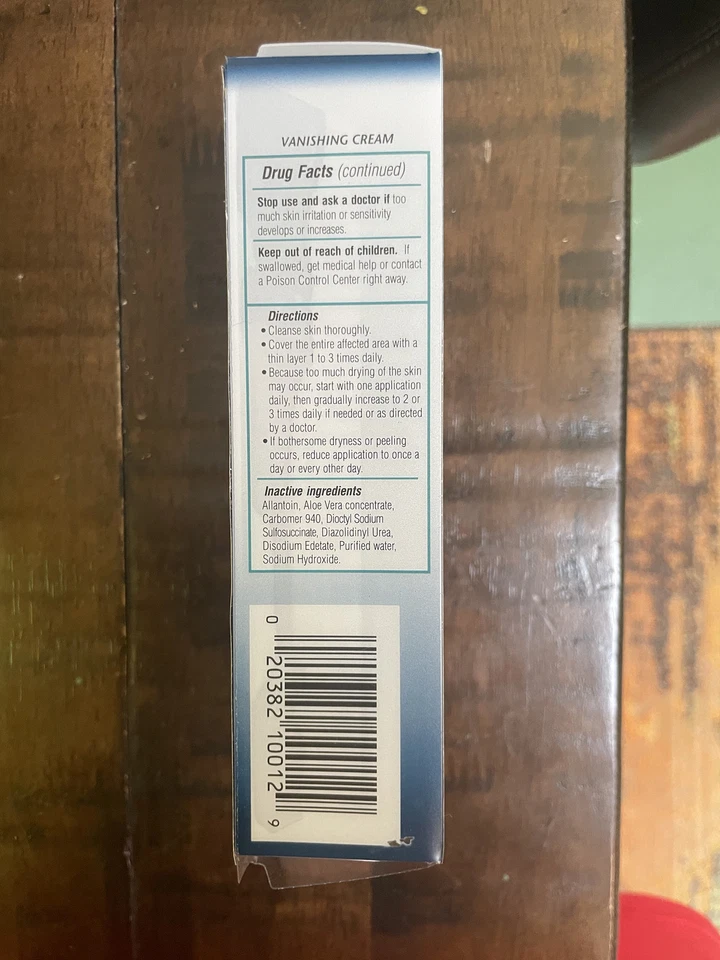 VANISHING CREAM
Drug Facts (continued)
Stop use and ask a doctor if too
much skin irritation or sensitivity
develops or increases.
Keep out of reach of children. If
swallowed, get medical help or contact
a Poison Control Center right away.
Directions
• Cleanse skin thoroughly.
• Cover the entire affected area with a
thin layer 1 to 3 times daily.
• Because too much drying of the skin
may occur, start with one application
daily, then gradually increase to 2 or
3 times daily if needed or as directed
by a doctor.
• If bothersome dryness or peeling
occurs, reduce application to once a
day or every other day.
Inactive ingredients
Allantoin, Aloe Vera concentrate,
Carbomer 940, Dioctyl Sodium
Sulfosuccinate, Diazolidinyl Urea,
Disodium Edetate, Purified water,
Sodium Hydroxide.
0 20382 10012 9